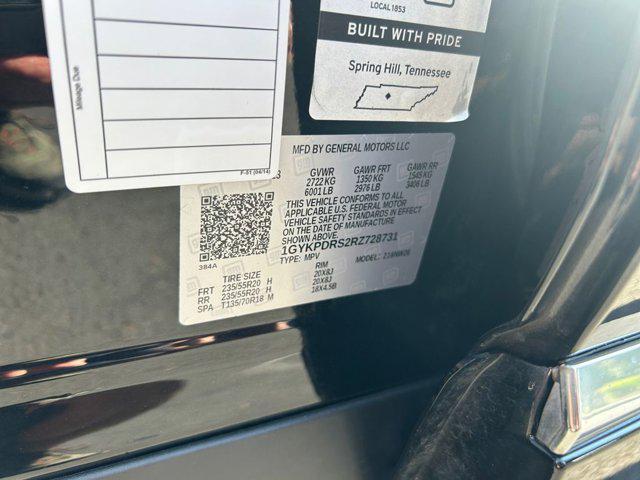 LOCAL 1853
BUILT WITH PRIDE
Spring Hill, Tennessee
Mileage Due
F-51 (04/14)
MFD BY GENERAL MOTORS LLC
GVWR GAWR FRT GAWR RR
2722 KG 1350 KG 1545 KG
6001 LB 2976 LB 3406 LB
THIS VEHICLE CONFORMS TO ALL
APPLICABLE U.S. FEDERAL MOTOR
VEHICLE SAFETY STANDARDS IN EFFECT
ON THE DATE OF MANUFACTURE
SHOWN ABOVE.
1GYKPDRS2RZ728731
TYPE: MPV MODEL:
384A
TIRE SIZE RIM
FRT 235/55R20 H 20X8J
RR 235/55R20 H 20X8J
SPA T135/70R18 M 18X4.5B